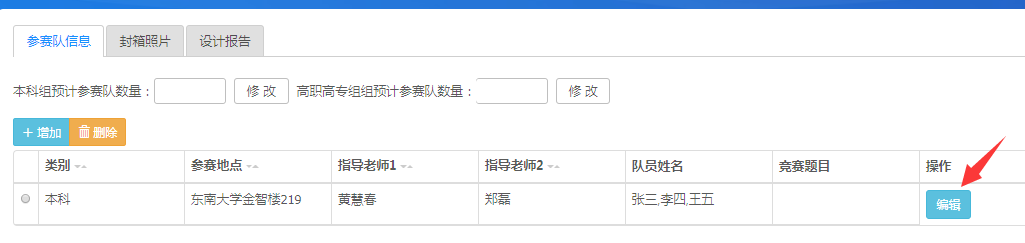 参赛队信息 封箱照片 设计报告
本科组预计参赛队数量： 修 改 高职高专组组预计参赛队数量： 修 改
增加 删除
类别 参赛地点 指导老师1 指导老师2 队员姓名 竞赛题目 操作
本科 东南大学金智楼219 黄慧春 郑磊 张三,李四,王五 编辑